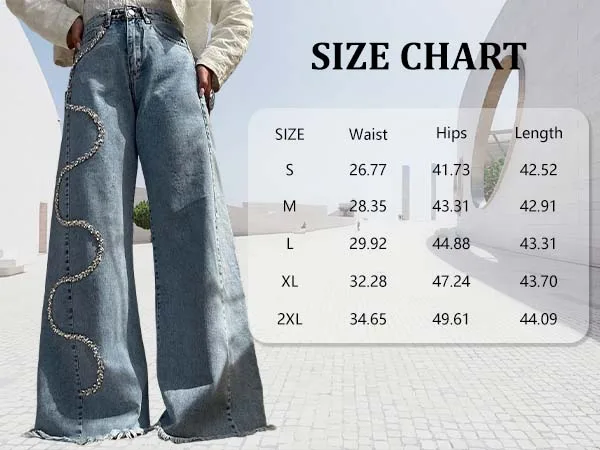 SIZE CHART
SIZE Waist Hips Length
S 26.77 41.73 42.52
M 28.35 43.31 42.91
L 29.92 44.88 43.31
XL 32.28 47.24 43.70
2XL 34.65 49.61 44.09